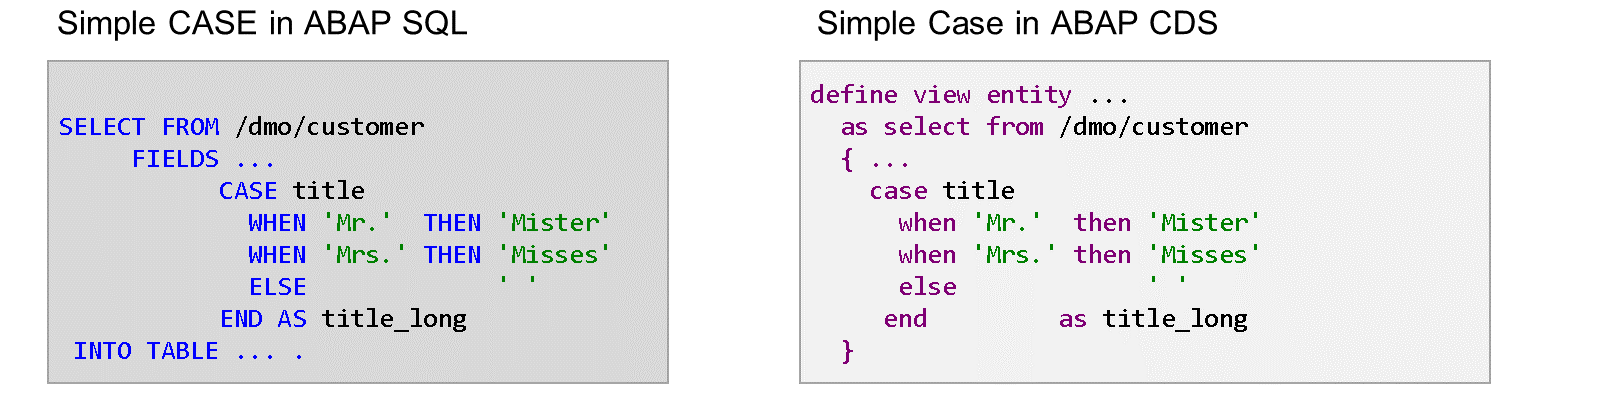 Simple CASE in ABAP SQL
SELECT FROM /dmo/customer
FIELDS ...
CASE title
WHEN 'Mr.' THEN 'Mister'
WHEN 'Mrs.' THEN 'Misses'
ELSE ' '
END AS title_long
INTO TABLE ... .
Simple Case in ABAP CDS
define view entity ...
as select from /dmo/customer
{ ...
case title
when 'Mr.' then 'Mister'
when 'Mrs.' then 'Misses'
else ' '
end as title_long
}